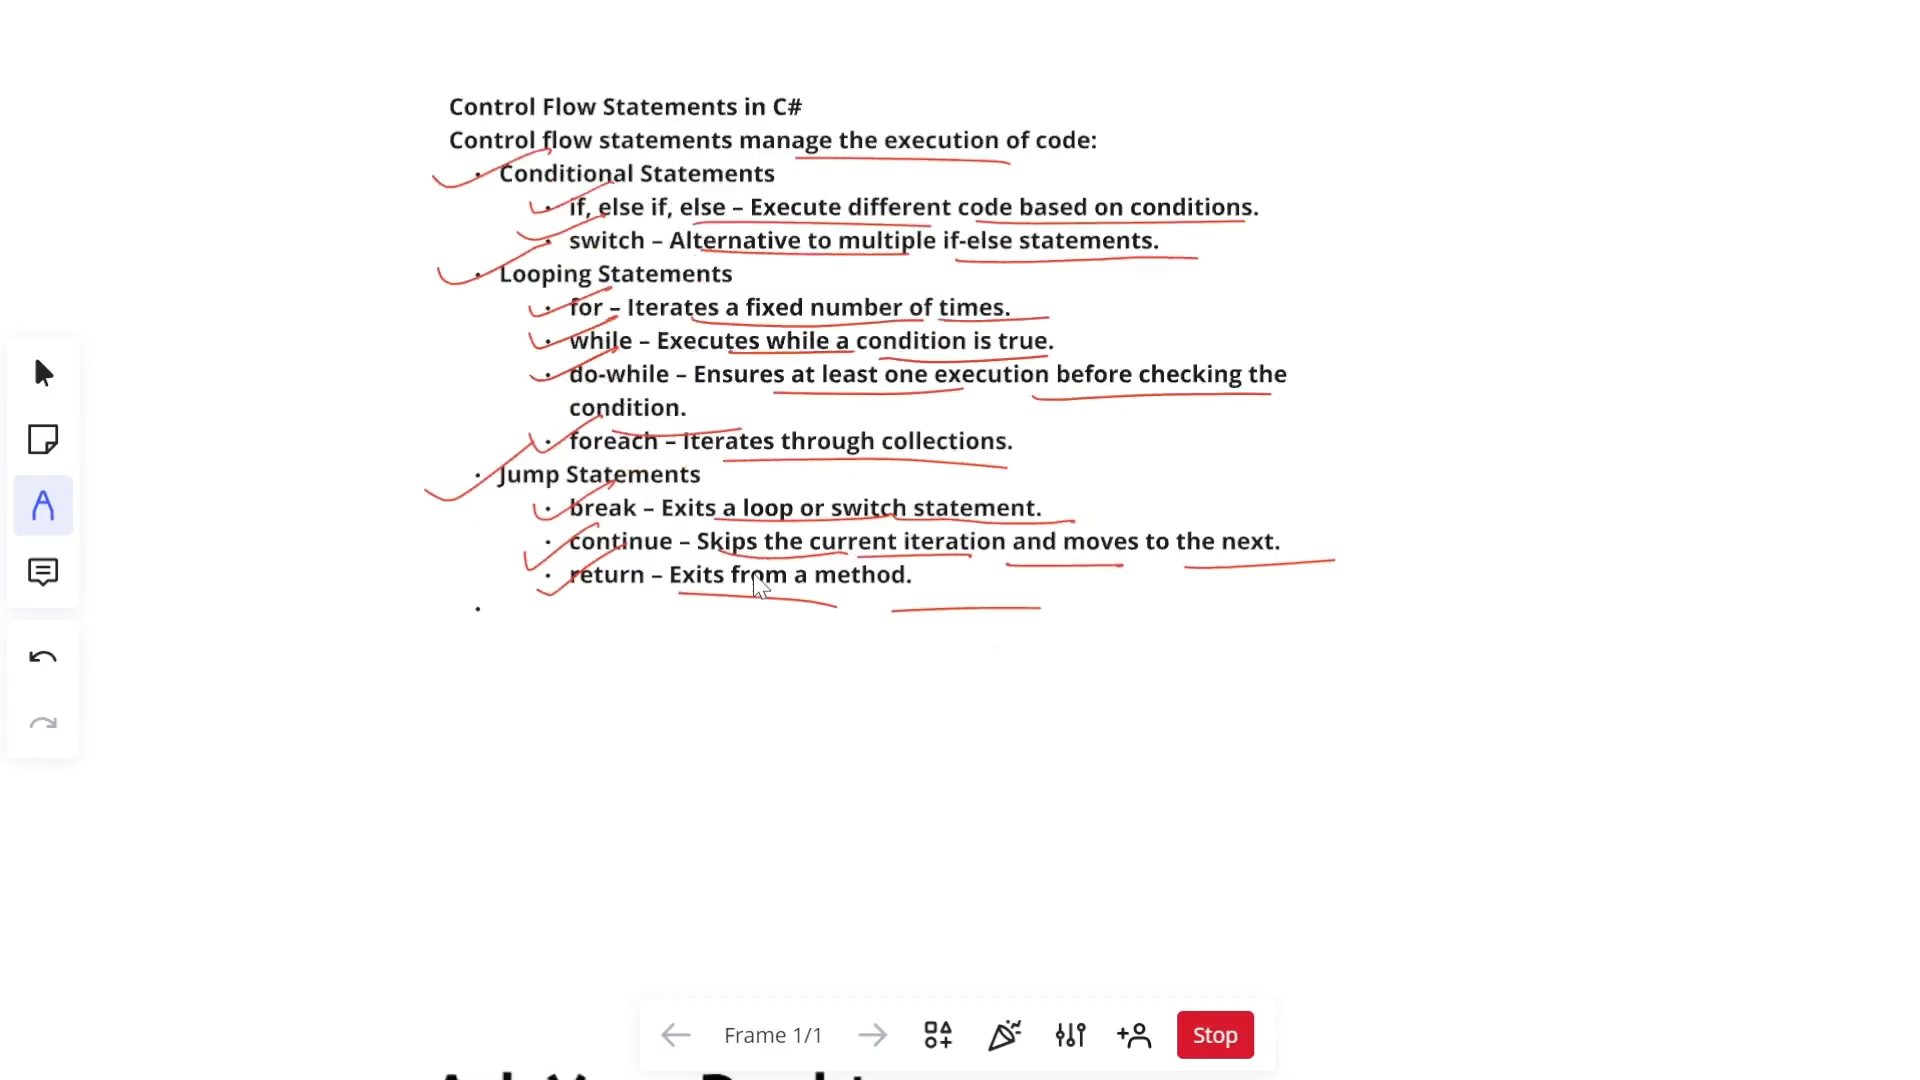 Control Flow Statements in C#
Control flow statements manage the execution of code:
• Conditional Statements
• if, else if, else – Execute different code based on conditions.
• switch – Alternative to multiple if-else statements.
• Looping Statements
• for – Iterates a fixed number of times.
• while – Executes while a condition is true.
• do-while – Ensures at least one execution before checking the
condition.
• foreach – Iterates through collections.
• Jump Statements
• break – Exits a loop or switch statement.
• continue – Skips the current iteration and moves to the next.
• return – Exits from a method.
•
Frame 1/1
Stop